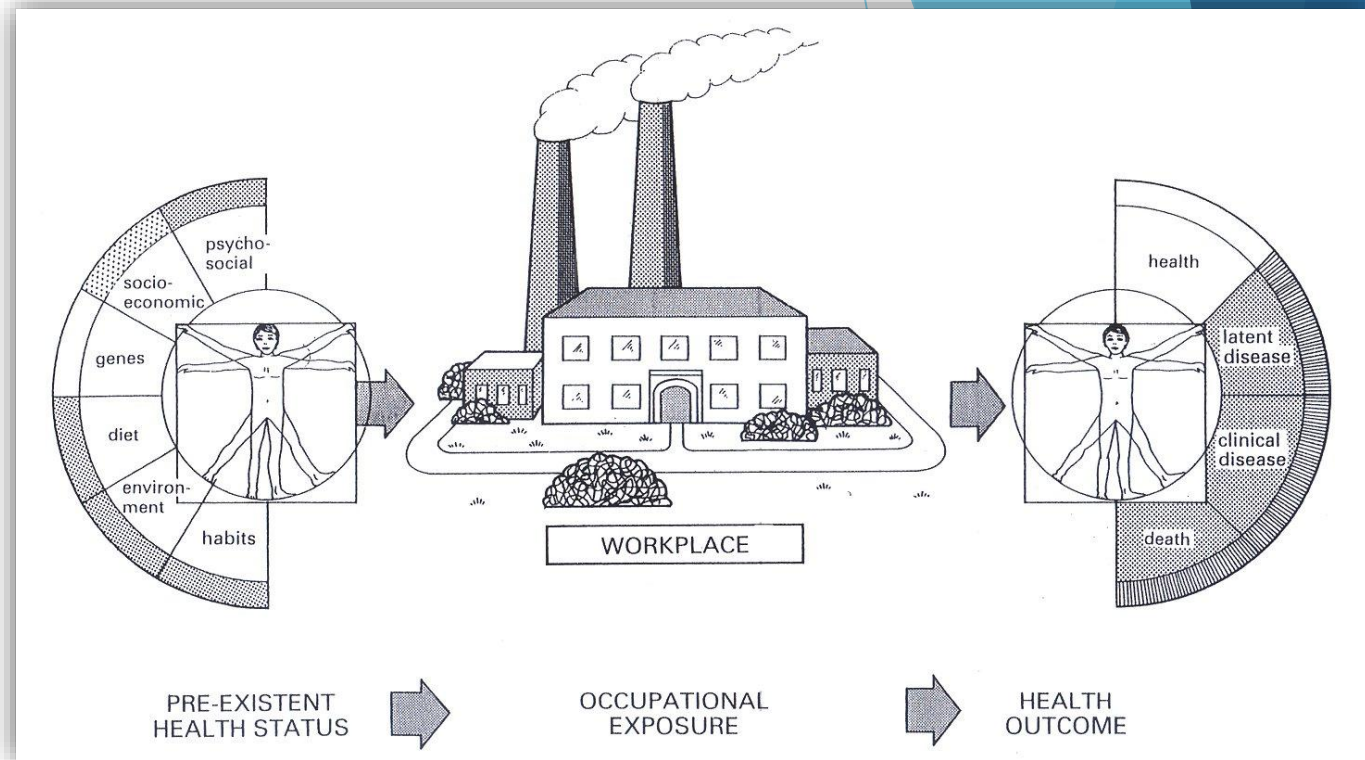 psycho-
social
socio-
economic
genes
diet
environ-
ment
habits
WORKPLACE
health
latent
disease
clinical
disease
death
PRE-EXISTENT
HEALTH STATUS
OCCUPATIONAL
EXPOSURE
HEALTH
OUTCOME